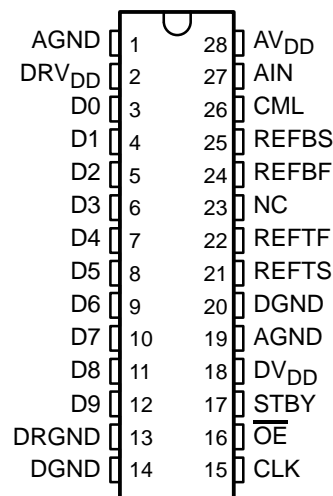 AGND 1 28 AVDD
DRVDD 2 27 AIN
D0 3 26 CML
D1 4 25 REFBS
D2 5 24 REFBF
D3 6 23 NC
D4 7 22 REFTF
D5 8 21 REFTS
D6 9 20 DGND
D7 10 19 AGND
D8 11 18 DVDD
D9 12 17 STBY
DRGND 13 16 O̅E̅
DGND 14 15 CLK